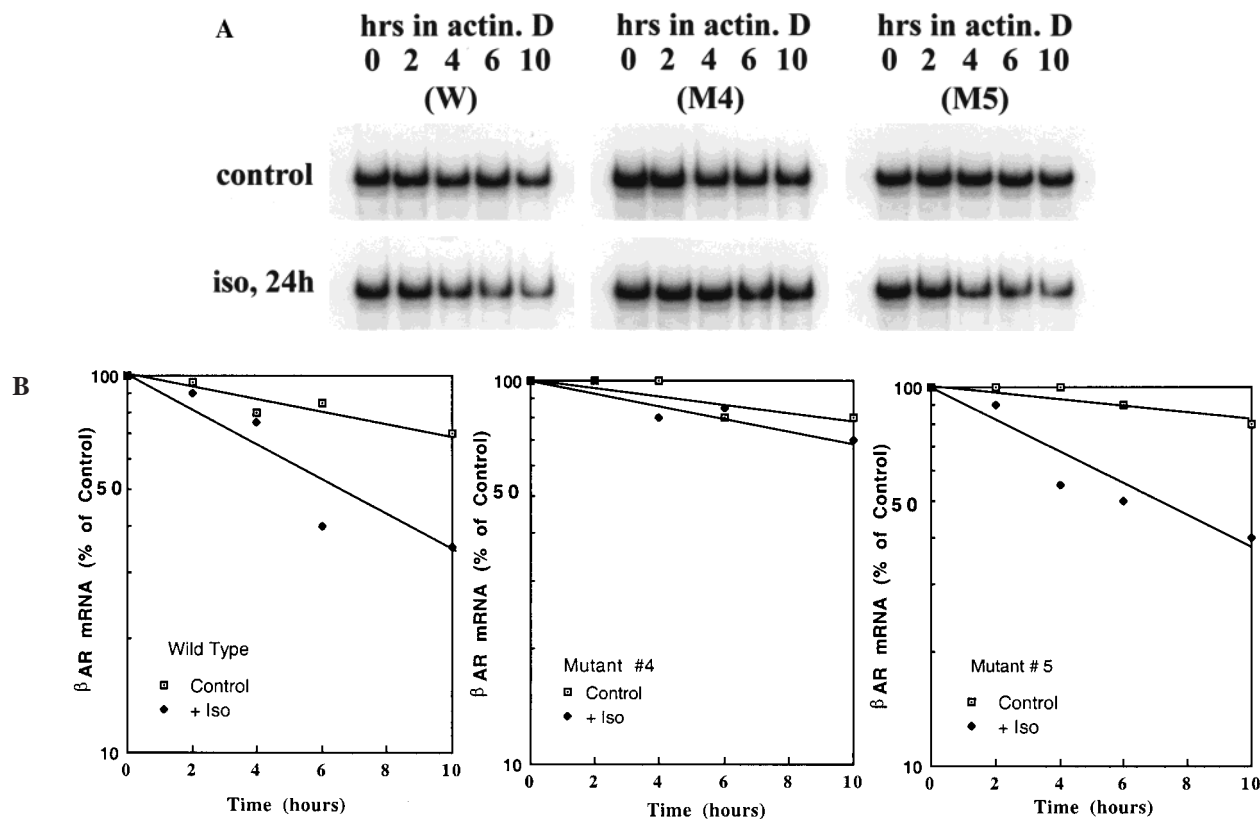 A
hrs in actin. D
0 2 4 6 10
(W)
hrs in actin. D
0 2 4 6 10
(M4)
hrs in actin. D
0 2 4 6 10
(M5)
control
iso, 24h
B
β AR mRNA (% of Control)
100
50
10
Wild Type
Control
+ Iso
0 2 4 6 8 10
Time (hours)
β AR mRNA (% of Control)
100
50
10
Mutant #4
Control
+ Iso
0 2 4 6 8 10
Time (hours)
β AR mRNA (% of Control)
100
50
10
Mutant # 5
Control
+ Iso
0 2 4 6 8 10
Time (hours)